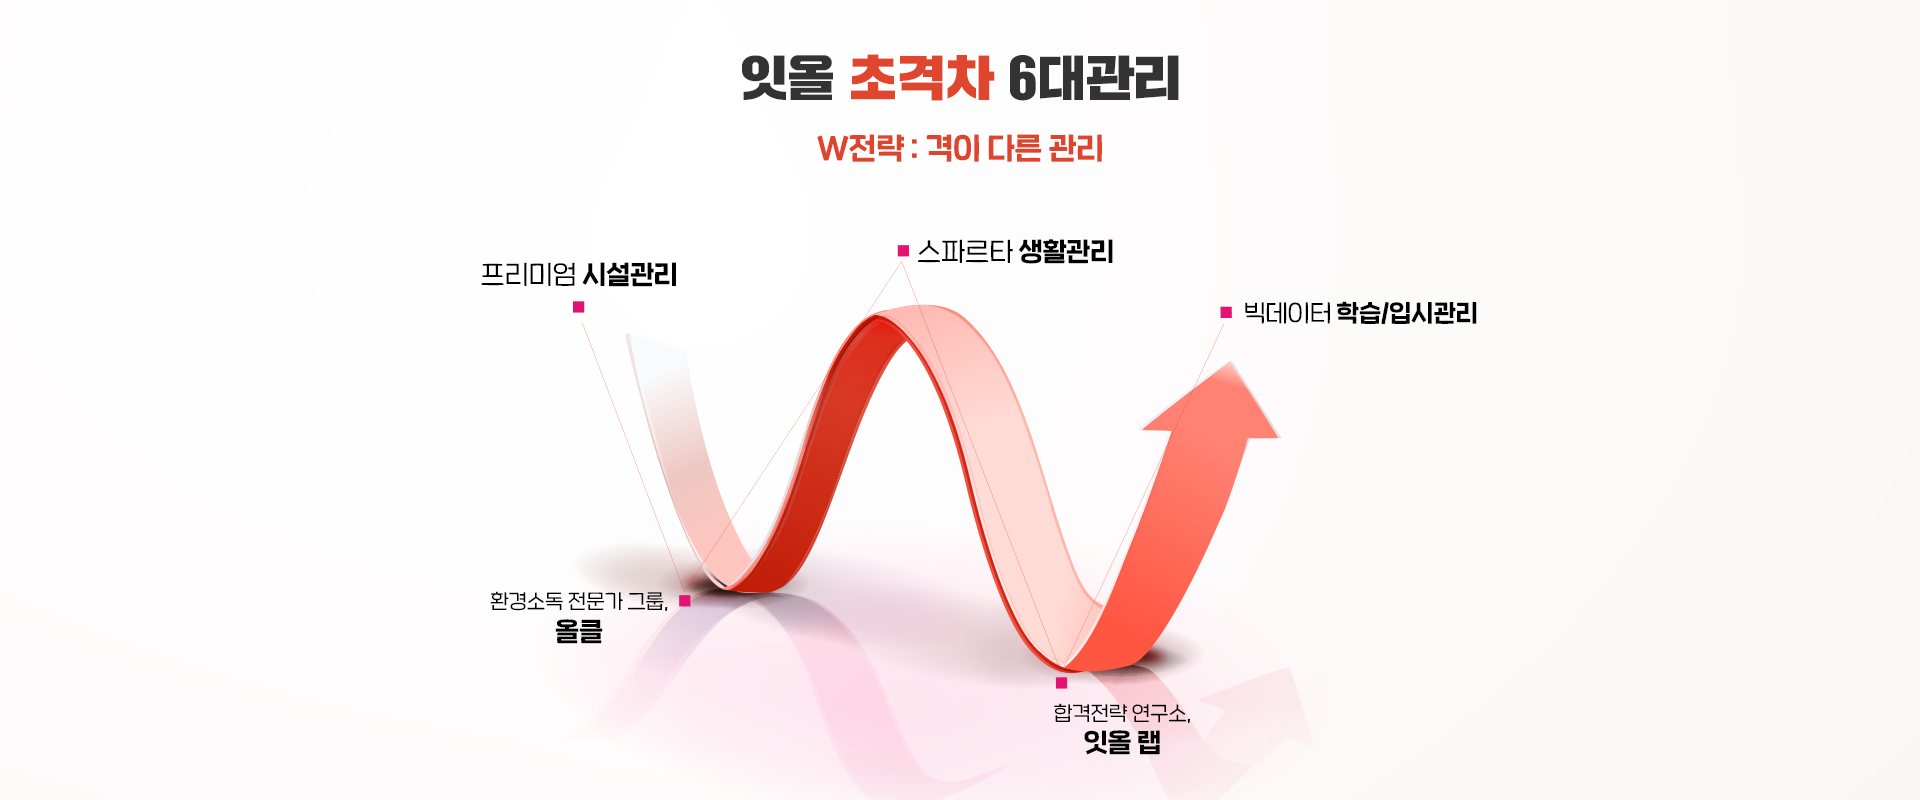 잇올 초격차 6대관리
W전략 : 격이 다른 관리
프리미엄 시설관리
스파르타 생활관리
빅데이터 학습/입시관리
환경소독 전문가 그룹,
올클
합격전략 연구소,
잇올 랩